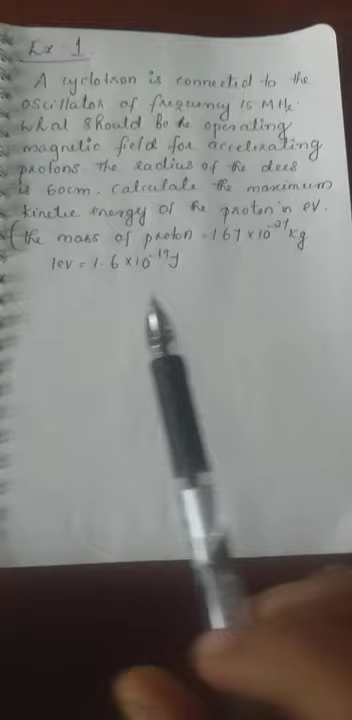 Ex 1
A cyclotron is connected to the
oscillator of frequency 15 MHz.
What should be the operating
magnetic field for accelerating
protons. The radius of the dees
is 60cm. Calculate the maximum
kinetic energy of the proton in eV.
(The mass of proton = 1.67 × 10⁻²⁷ kg
1eV = 1.6 × 10⁻¹⁹J